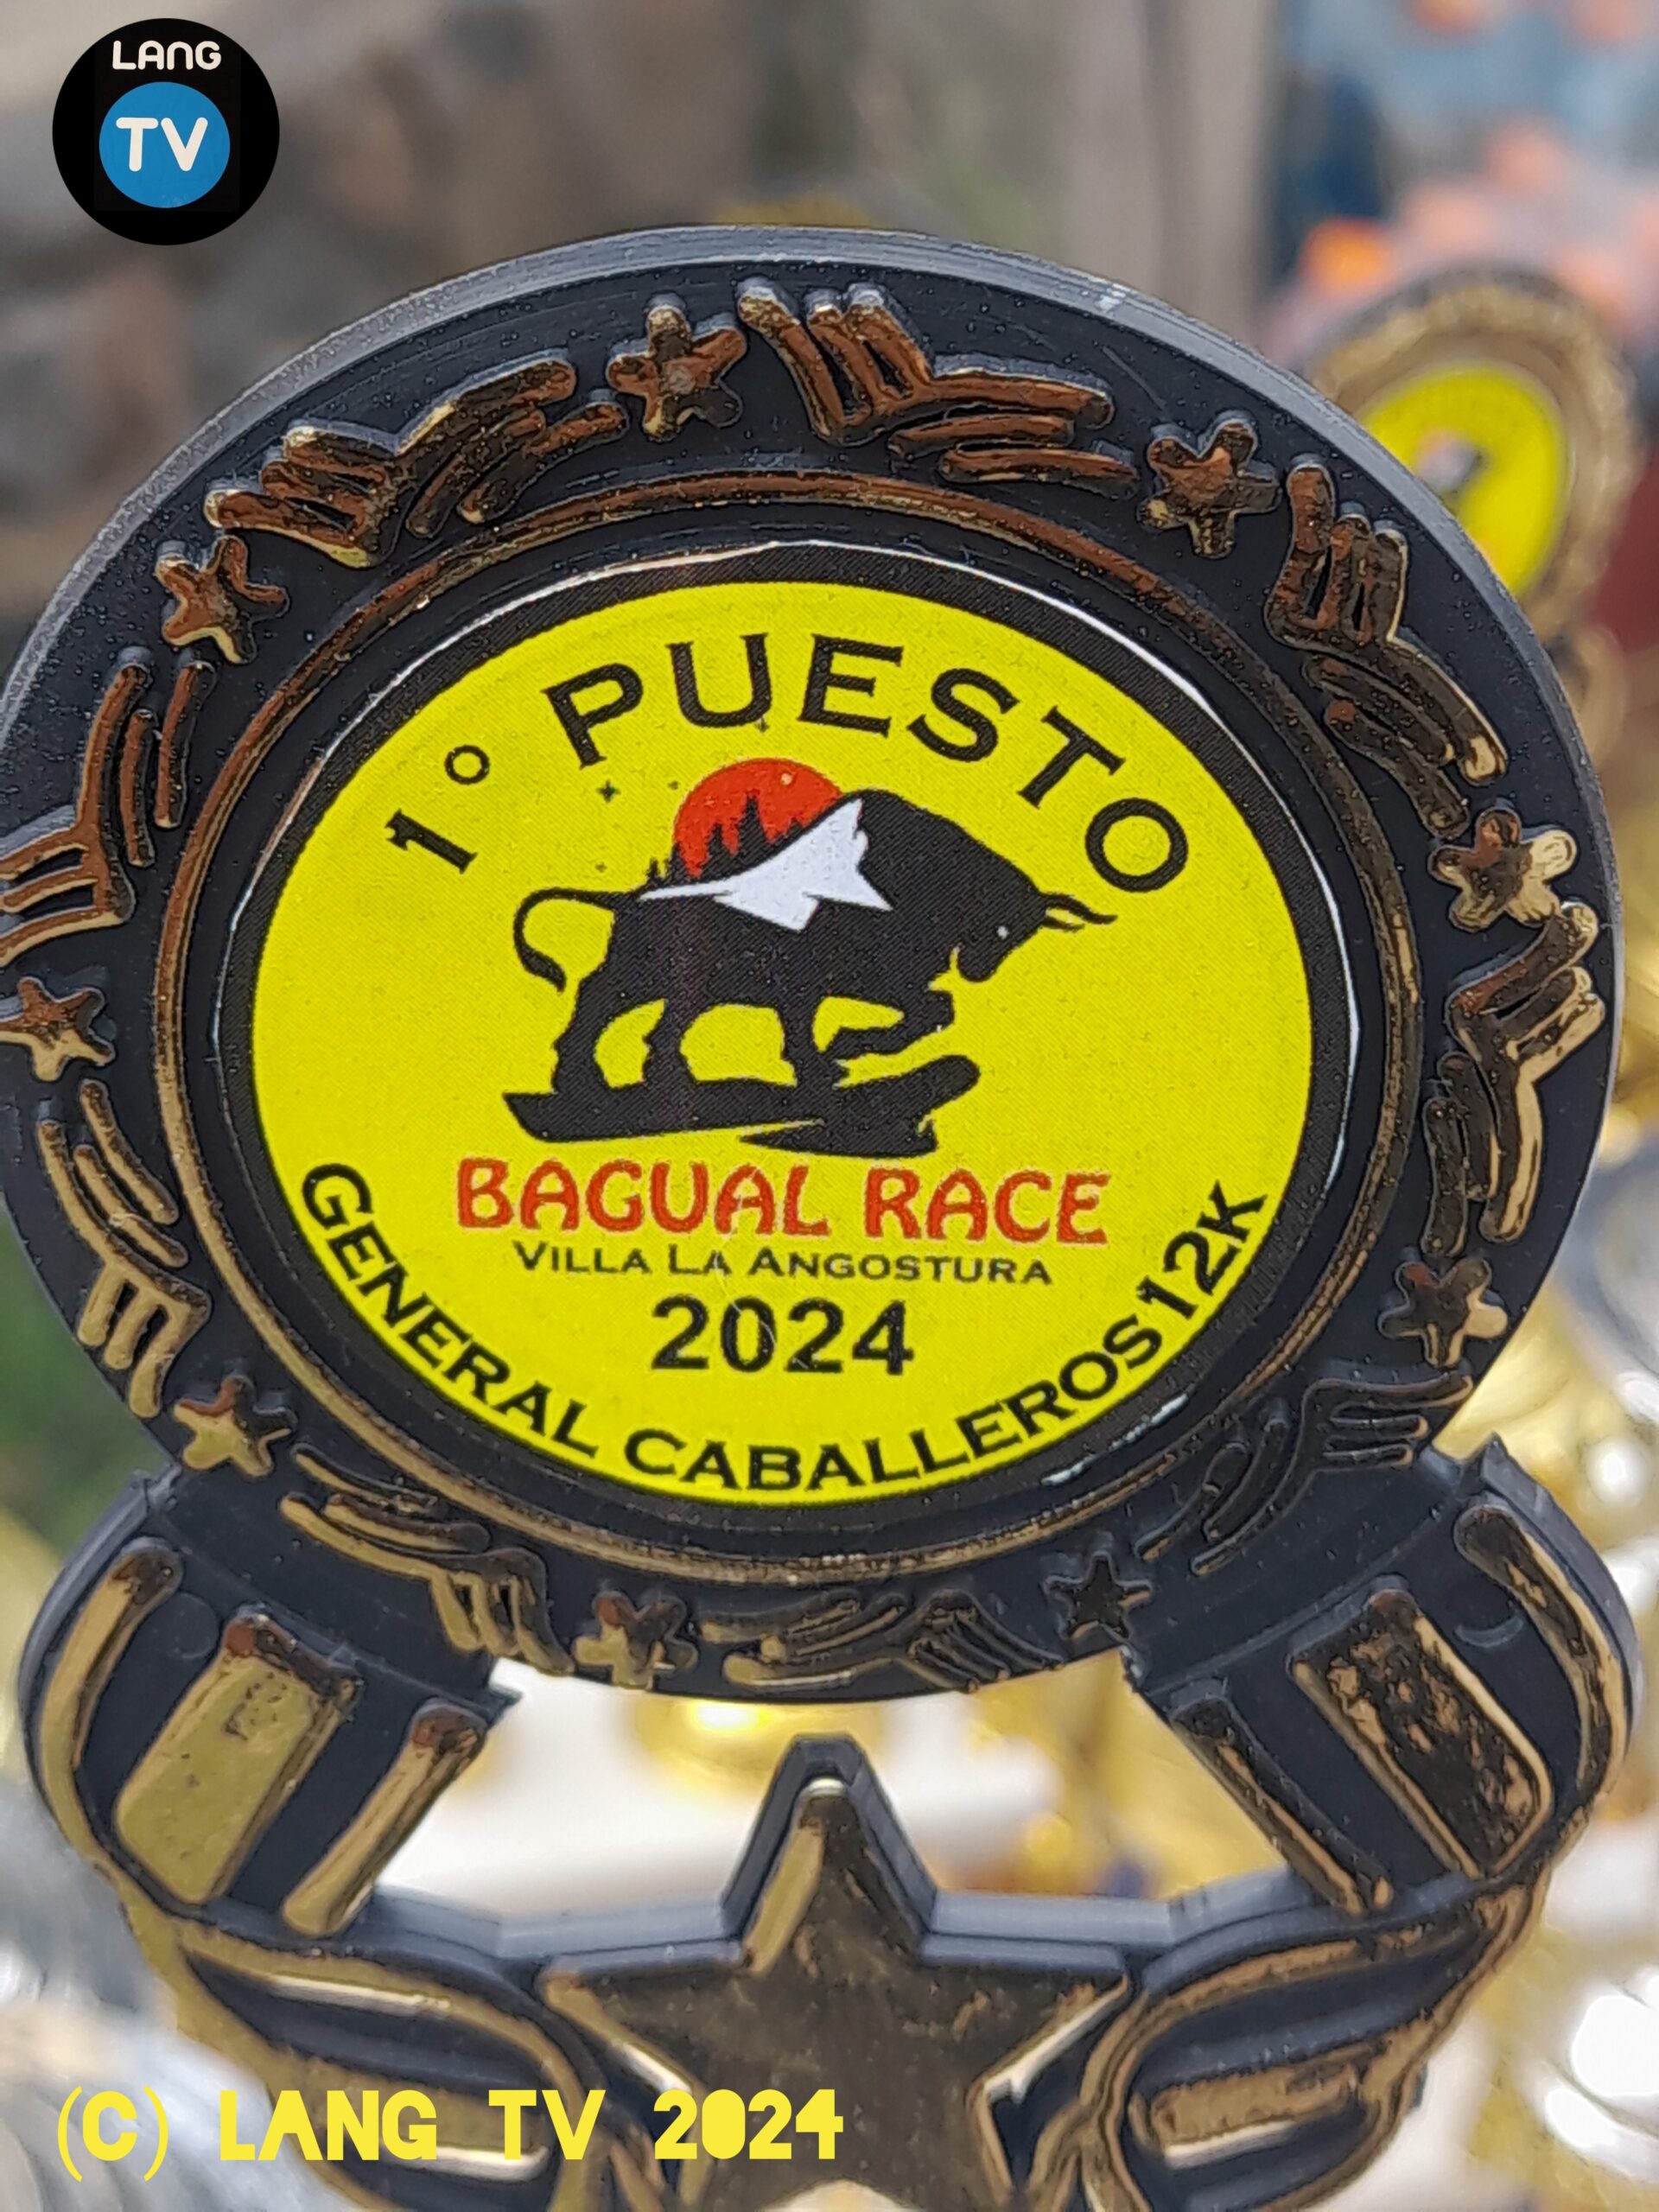 LANG
TV
1° PUESTO
BAGUAL RACE
VILLA LA ANGOSTURA
2024
GENERAL CABALLEROS 12K
(C) LANG TV 2024